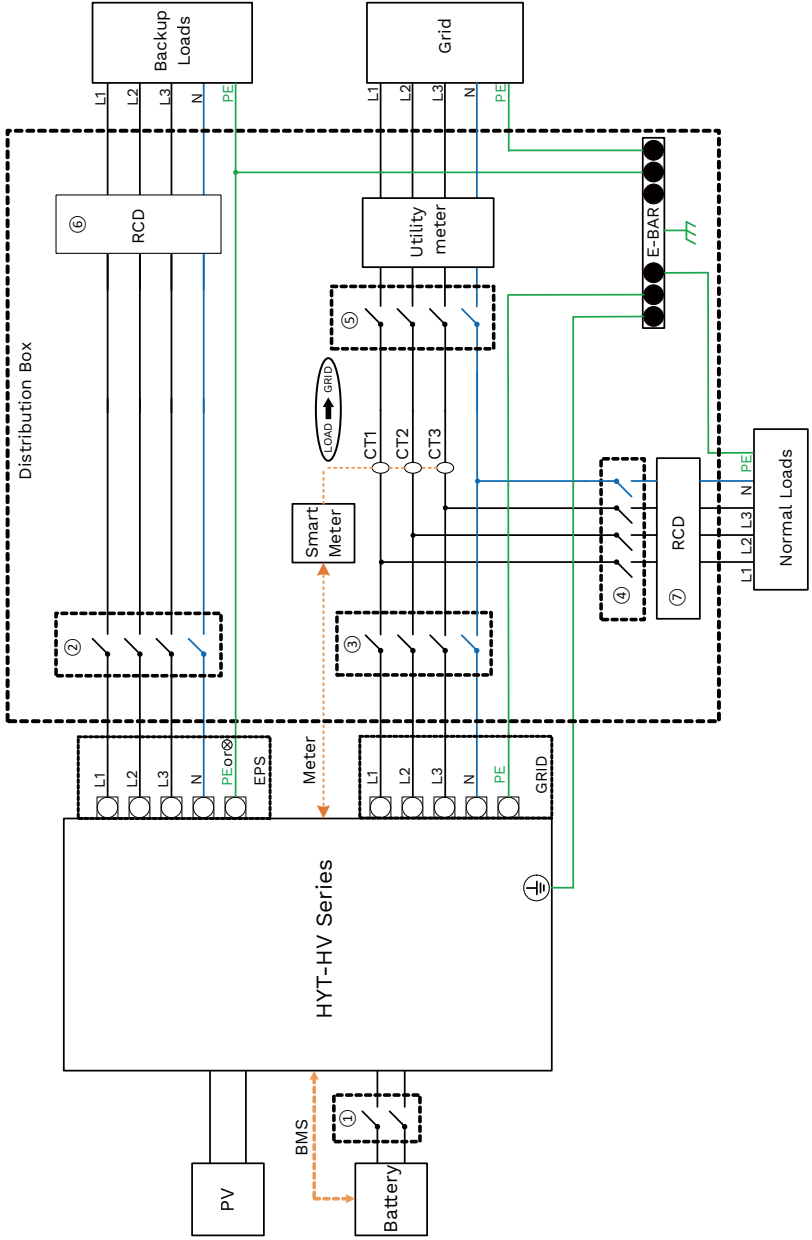 Distribution Box
Backup
Loads
L1
L2
L3
N
PE
⑥
RCD
②
L1
L2
L3
N
PEor⊗
EPS
Grid
L1
L2
L3
N
PE
Utility
meter
⑤
LOAD
GRID
CT1
CT2
CT3
Smart
Meter
③
Meter
L1
L2
L3
N
PE
GRID
E-BAR
④
RCD
⑦
L1
L2
L3
N
PE
Normal Loads
HYT-HV Series
PV
BMS
①
Battery